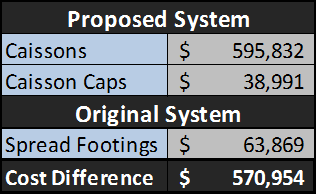 Proposed System
Caissons $ 595,832
Caisson Caps $ 38,991
Original System
Spread Footings $ 63,869
Cost Difference $ 570,954